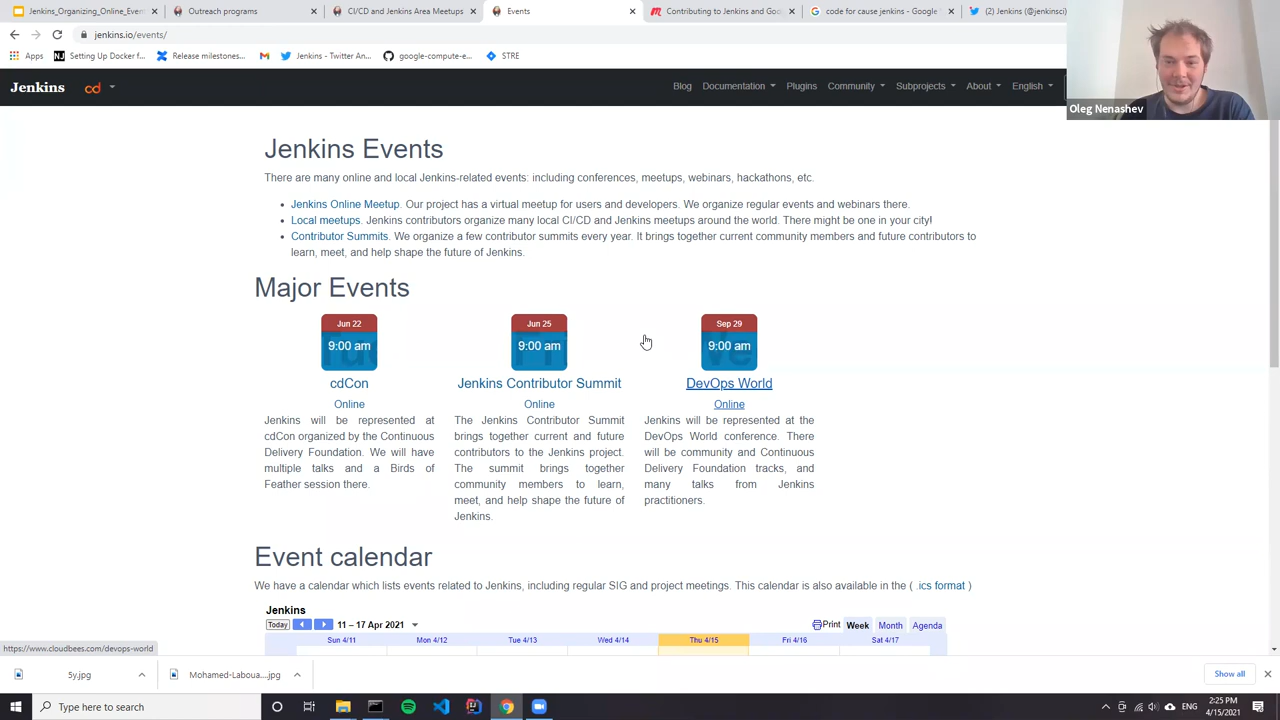 Jenkins_Organizing_Online_Even
Outreach programs
CI/CD and Jenkins Area Meetups
Events
Contributing to Jenkins and Goo
code for cause jenkins - Google
(2) Jenkins (@jenkinsci)
jenkins.io/events/
Apps
Setting Up Docker f...
Release milestones...
Jenkins - Twitter An...
google-compute-e...
STRE
Oleg Nenashev
Jenkins
cd
Blog
Documentation
Plugins
Community
Subprojects
About
English
Jenkins Events
There are many online and local Jenkins-related events: including conferences, meetups, webinars, hackathons, etc.
Jenkins Online Meetup. Our project has a virtual meetup for users and developers. We organize regular events and webinars there.
Local meetups. Jenkins contributors organize many local CI/CD and Jenkins meetups around the world. There might be one in your city!
Contributor Summits. We organize a few contributor summits every year. It brings together current community members and future contributors to
learn, meet, and help shape the future of Jenkins.
Major Events
Jun 22
9:00 am
cdCon
Online
Jenkins will be represented at
cdCon organized by the Continuous
Delivery Foundation. We will have
multiple talks and a Birds of
Feather session there.
Jun 25
9:00 am
Jenkins Contributor Summit
Online
The Jenkins Contributor Summit
brings together current and future
contributors to the Jenkins project.
The summit brings together
community members to learn,
meet, and help shape the future of
Jenkins.
Sep 29
9:00 am
DevOps World
Online
Jenkins will be represented at the
DevOps World conference. There
will be community and Continuous
Delivery Foundation tracks, and
many talks from Jenkins
practitioners.
Event calendar
We have a calendar which lists events related to Jenkins, including regular SIG and project meetings. This calendar is also available in the ( .ics format )
Jenkins
Today
11 – 17 Apr 2021
Print
Week
Month
Agenda
Sun 4/11
Mon 4/12
Tue 4/13
Wed 4/14
Thu 4/15
Fri 4/16
Sat 4/17
https://www.cloudbees.com/devops-world
5y.jpg
Mohamed-Laboua....jpg
Show all
Type here to search
ENG
2:25 PM
4/15/2021